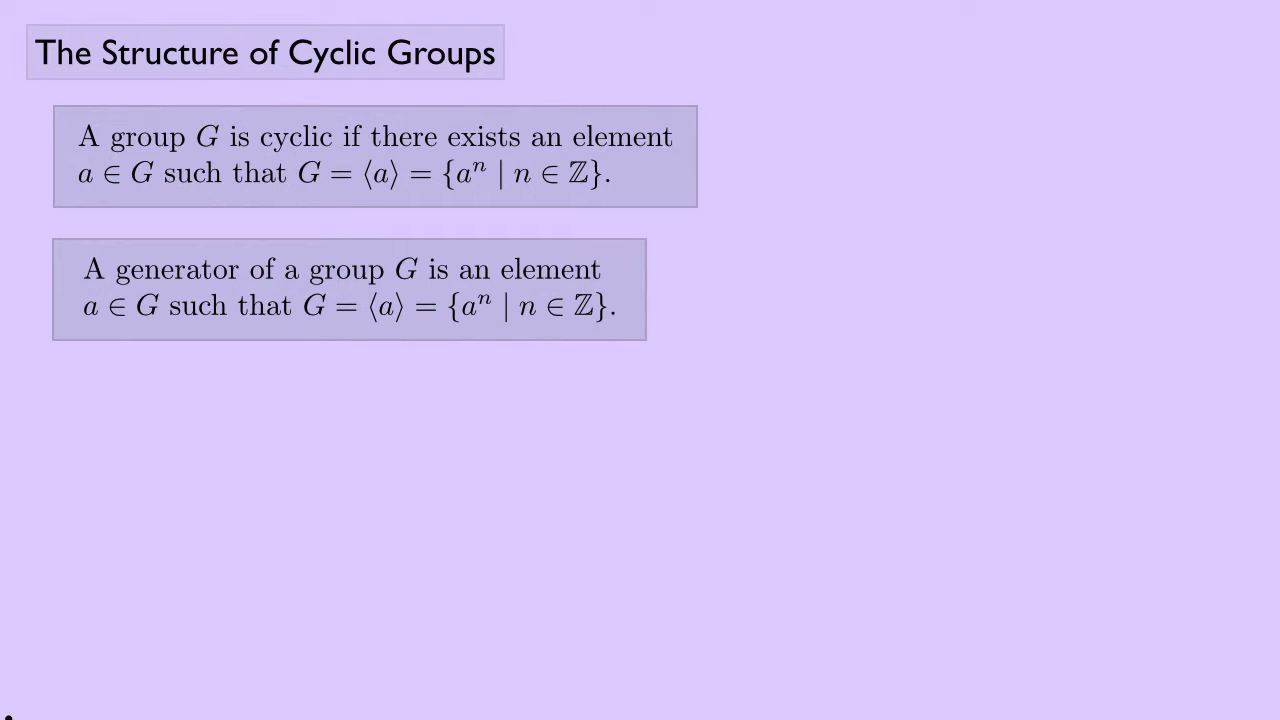 The Structure of Cyclic Groups
A group G is cyclic if there exists an element
a ∈ G such that G = ⟨a⟩ = {aⁿ | n ∈ ℤ}.
A generator of a group G is an element
a ∈ G such that G = ⟨a⟩ = {aⁿ | n ∈ ℤ}.